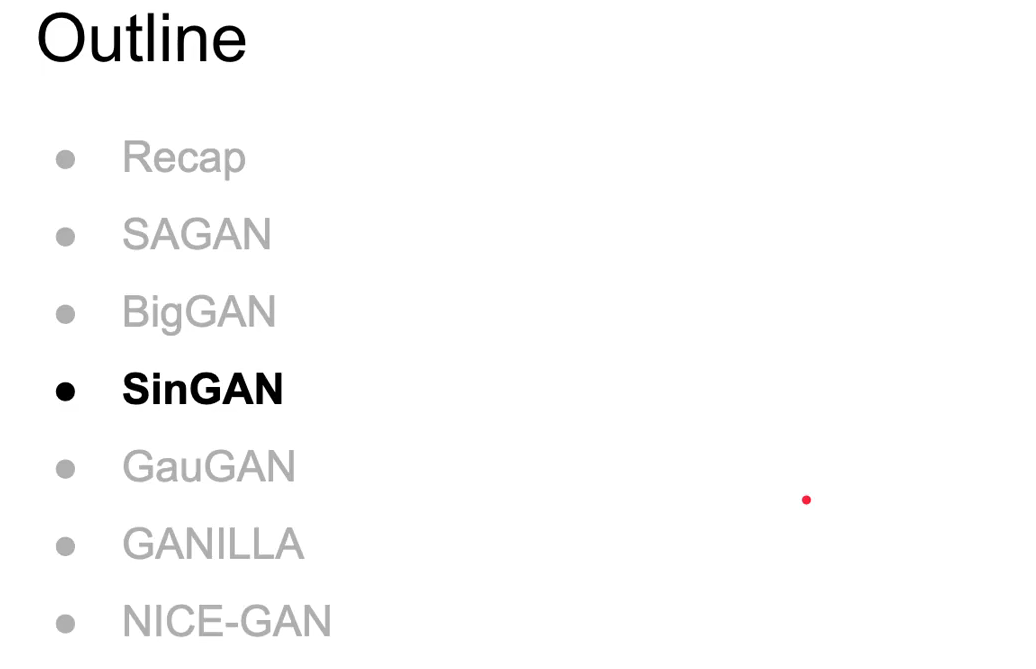 Outline
● Recap
● SAGAN
● BigGAN
● SinGAN
● GauGAN
● GANILLA
● NICE-GAN